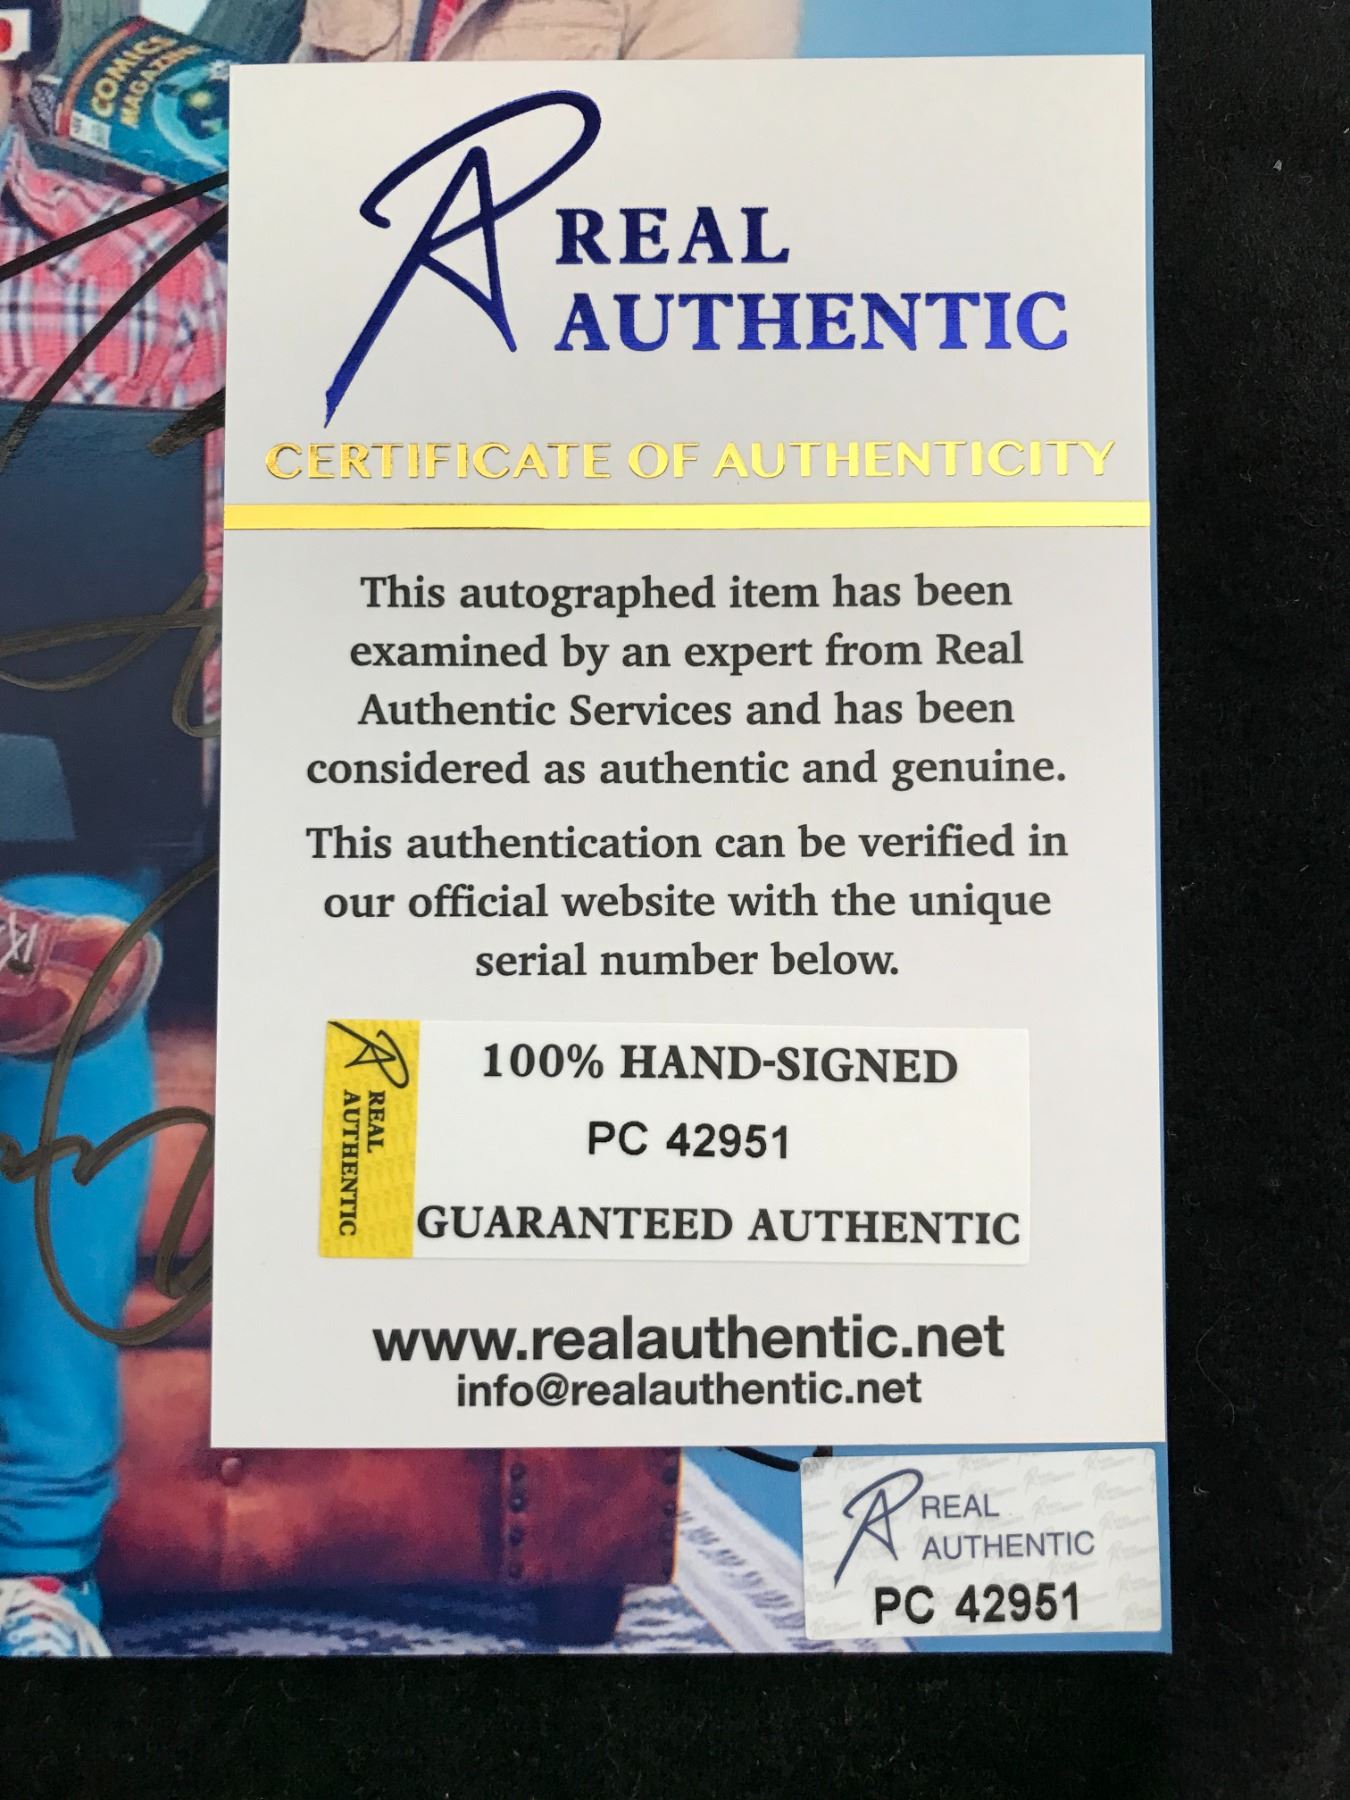 COMICS
MAGAZINE
REAL
AUTHENTIC
CERTIFICATE OF AUTHENTICITY
This autographed item has been
examined by an expert from Real
Authentic Services and has been
considered as authentic and genuine.
This authentication can be verified in
our official website with the unique
serial number below.
REAL
AUTHENTIC
100% HAND-SIGNED
PC 42951
GUARANTEED AUTHENTIC
www.realauthentic.net
info@realauthentic.net
REAL
AUTHENTIC
PC 42951